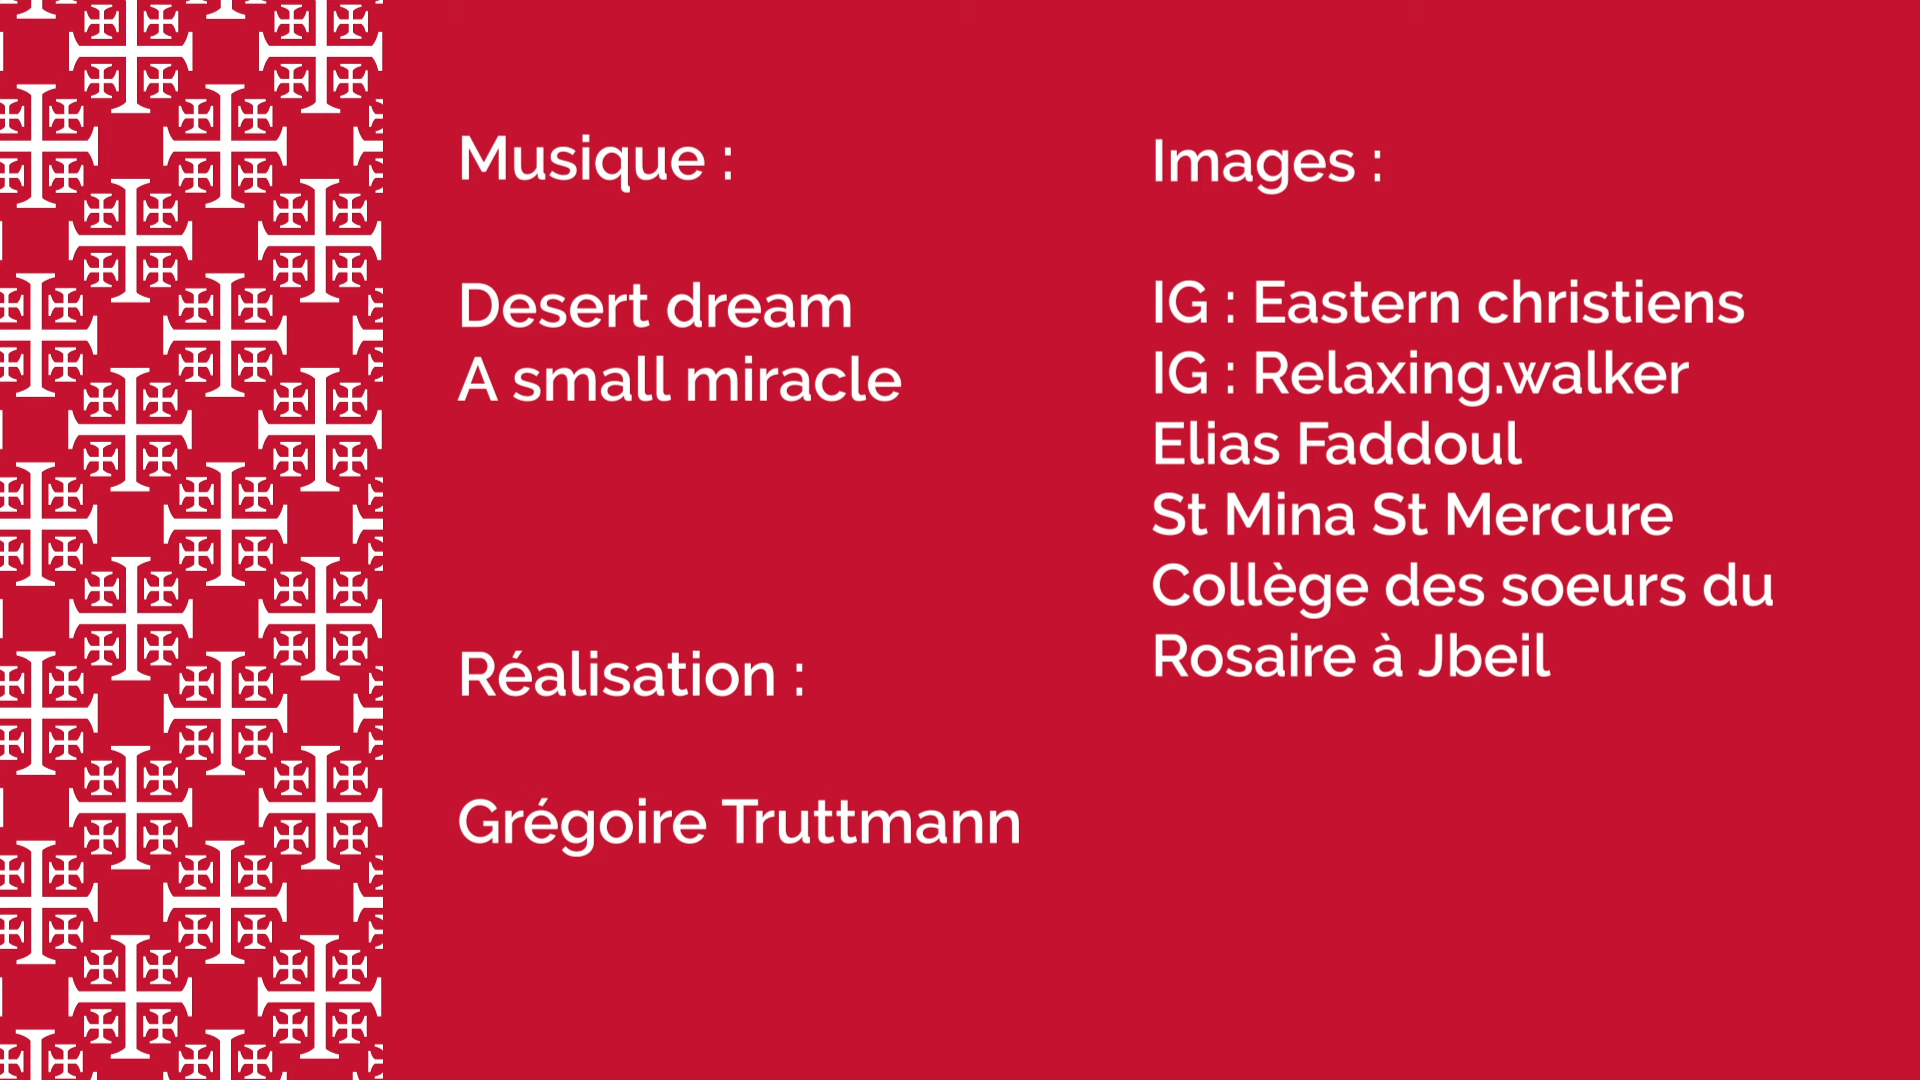 Musique :
Desert dream
A small miracle
Réalisation :
Grégoire Truttmann
Images :
IG : Eastern christiens
IG : Relaxing.walker
Elias Faddoul
St Mina St Mercure
Collège des soeurs du
Rosaire à Jbeil